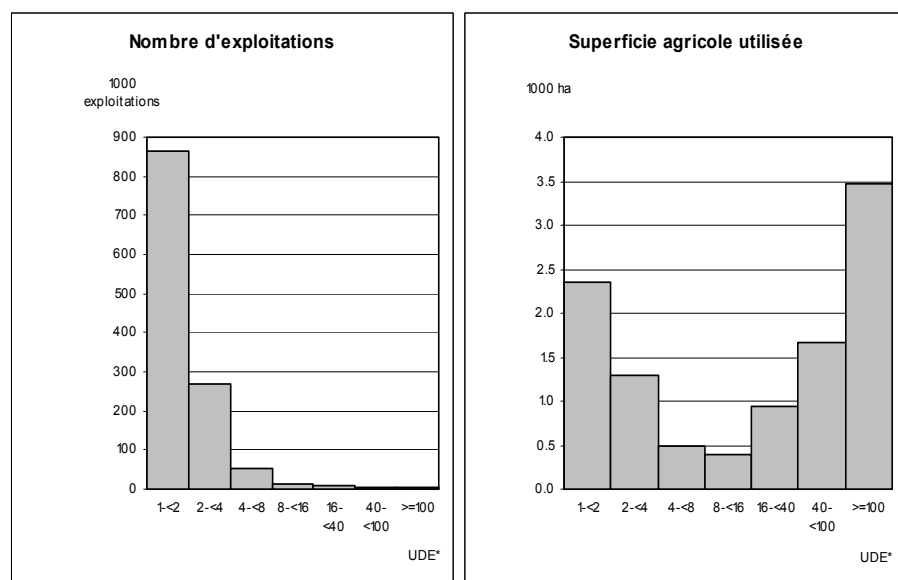 Nombre d'exploitations
1000
exploitations
900
800
700
600
500
400
300
200
100
0
1-<2 2-<4 4-<8 8-<16 16- 40- >=100
<40 <100
UDE*
Superficie agricole utilisée
1000 ha
4.0
3.5
3.0
2.5
2.0
1.5
1.0
0.5
0.0
1-<2 2-<4 4-<8 8-<16 16-<40 40- >=100
<100
UDE*